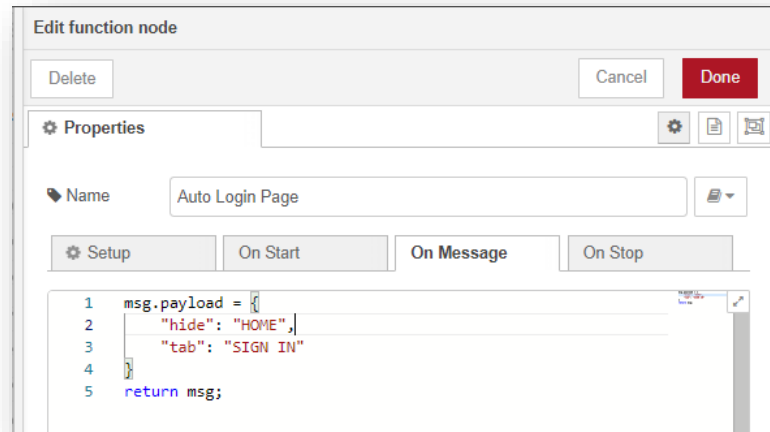 Edit function node
Delete
Cancel
Done
Properties
Name
Auto Login Page
Setup
On Start
On Message
On Stop
1 msg.payload = {
2 "hide": "HOME",
3 "tab": "SIGN IN"
4 }
5 return msg;